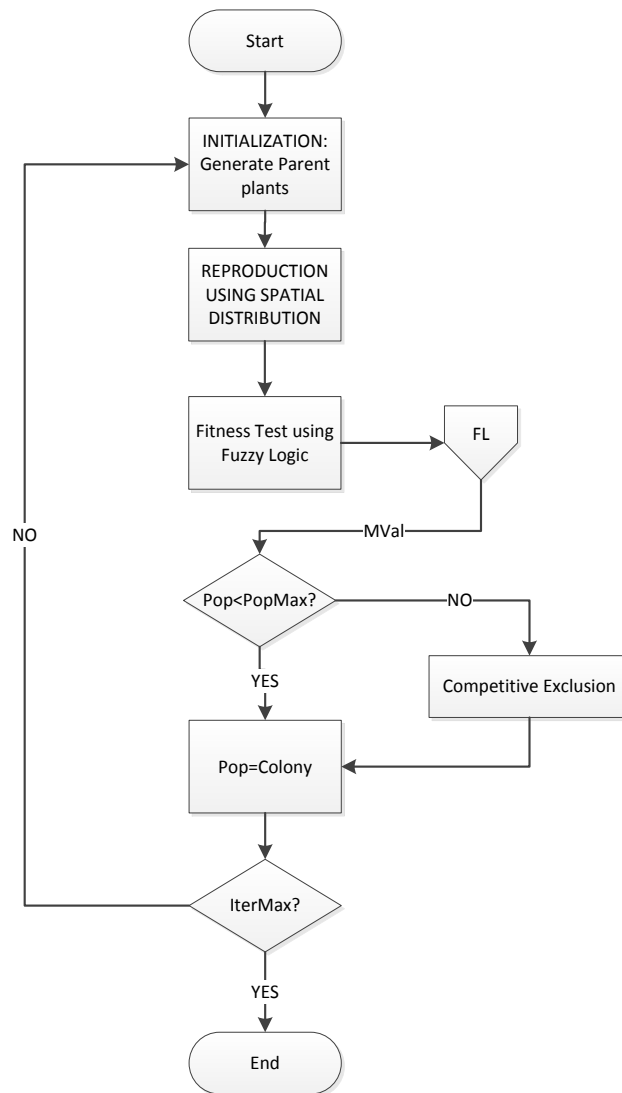 Start
INITIALIZATION:
Generate Parent
plants
REPRODUCTION
USING SPATIAL
DISTRIBUTION
Fitness Test using
Fuzzy Logic
FL
NO
MVal
Pop<PopMax?
NO
YES
Competitive Exclusion
Pop=Colony
IterMax?
YES
End